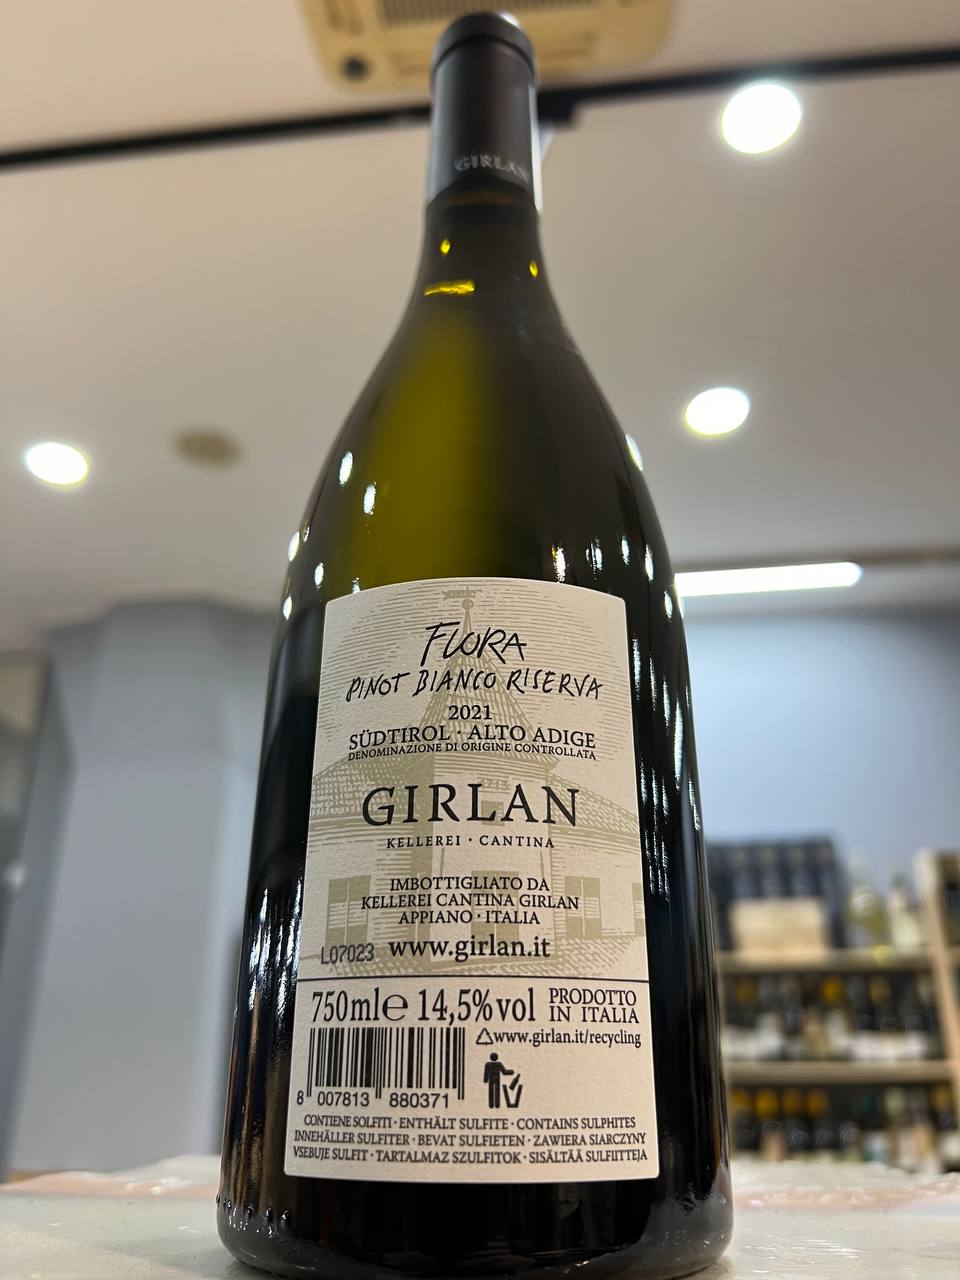 GIRLAN
FLORA
PINOT BIANCO RISERVA
2021
SÜDTIROL · ALTO ADIGE
DENOMINAZIONE DI ORIGINE CONTROLLATA
GIRLAN
KELLEREI · CANTINA
IMBOTTIGLIATO DA
KELLEREI CANTINA GIRLAN
APPIANO · ITALIA
L07023 www.girlan.it
750ml℮ 14,5%vol PRODOTTO
IN ITALIA
www.girlan.it/recycling
8 007813 880371
CONTIENE SOLFITI · ENTHÄLT SULFITE · CONTAINS SULPHITES
INNEHÅLLER SULFITER · BEVAT SULFIETEN · ZAWIERA SIARCZYNY
VSEBUJE SULFIT · TARTALMAZ SZULFITOK · SISÄLTÄÄ SULFIITTEJA